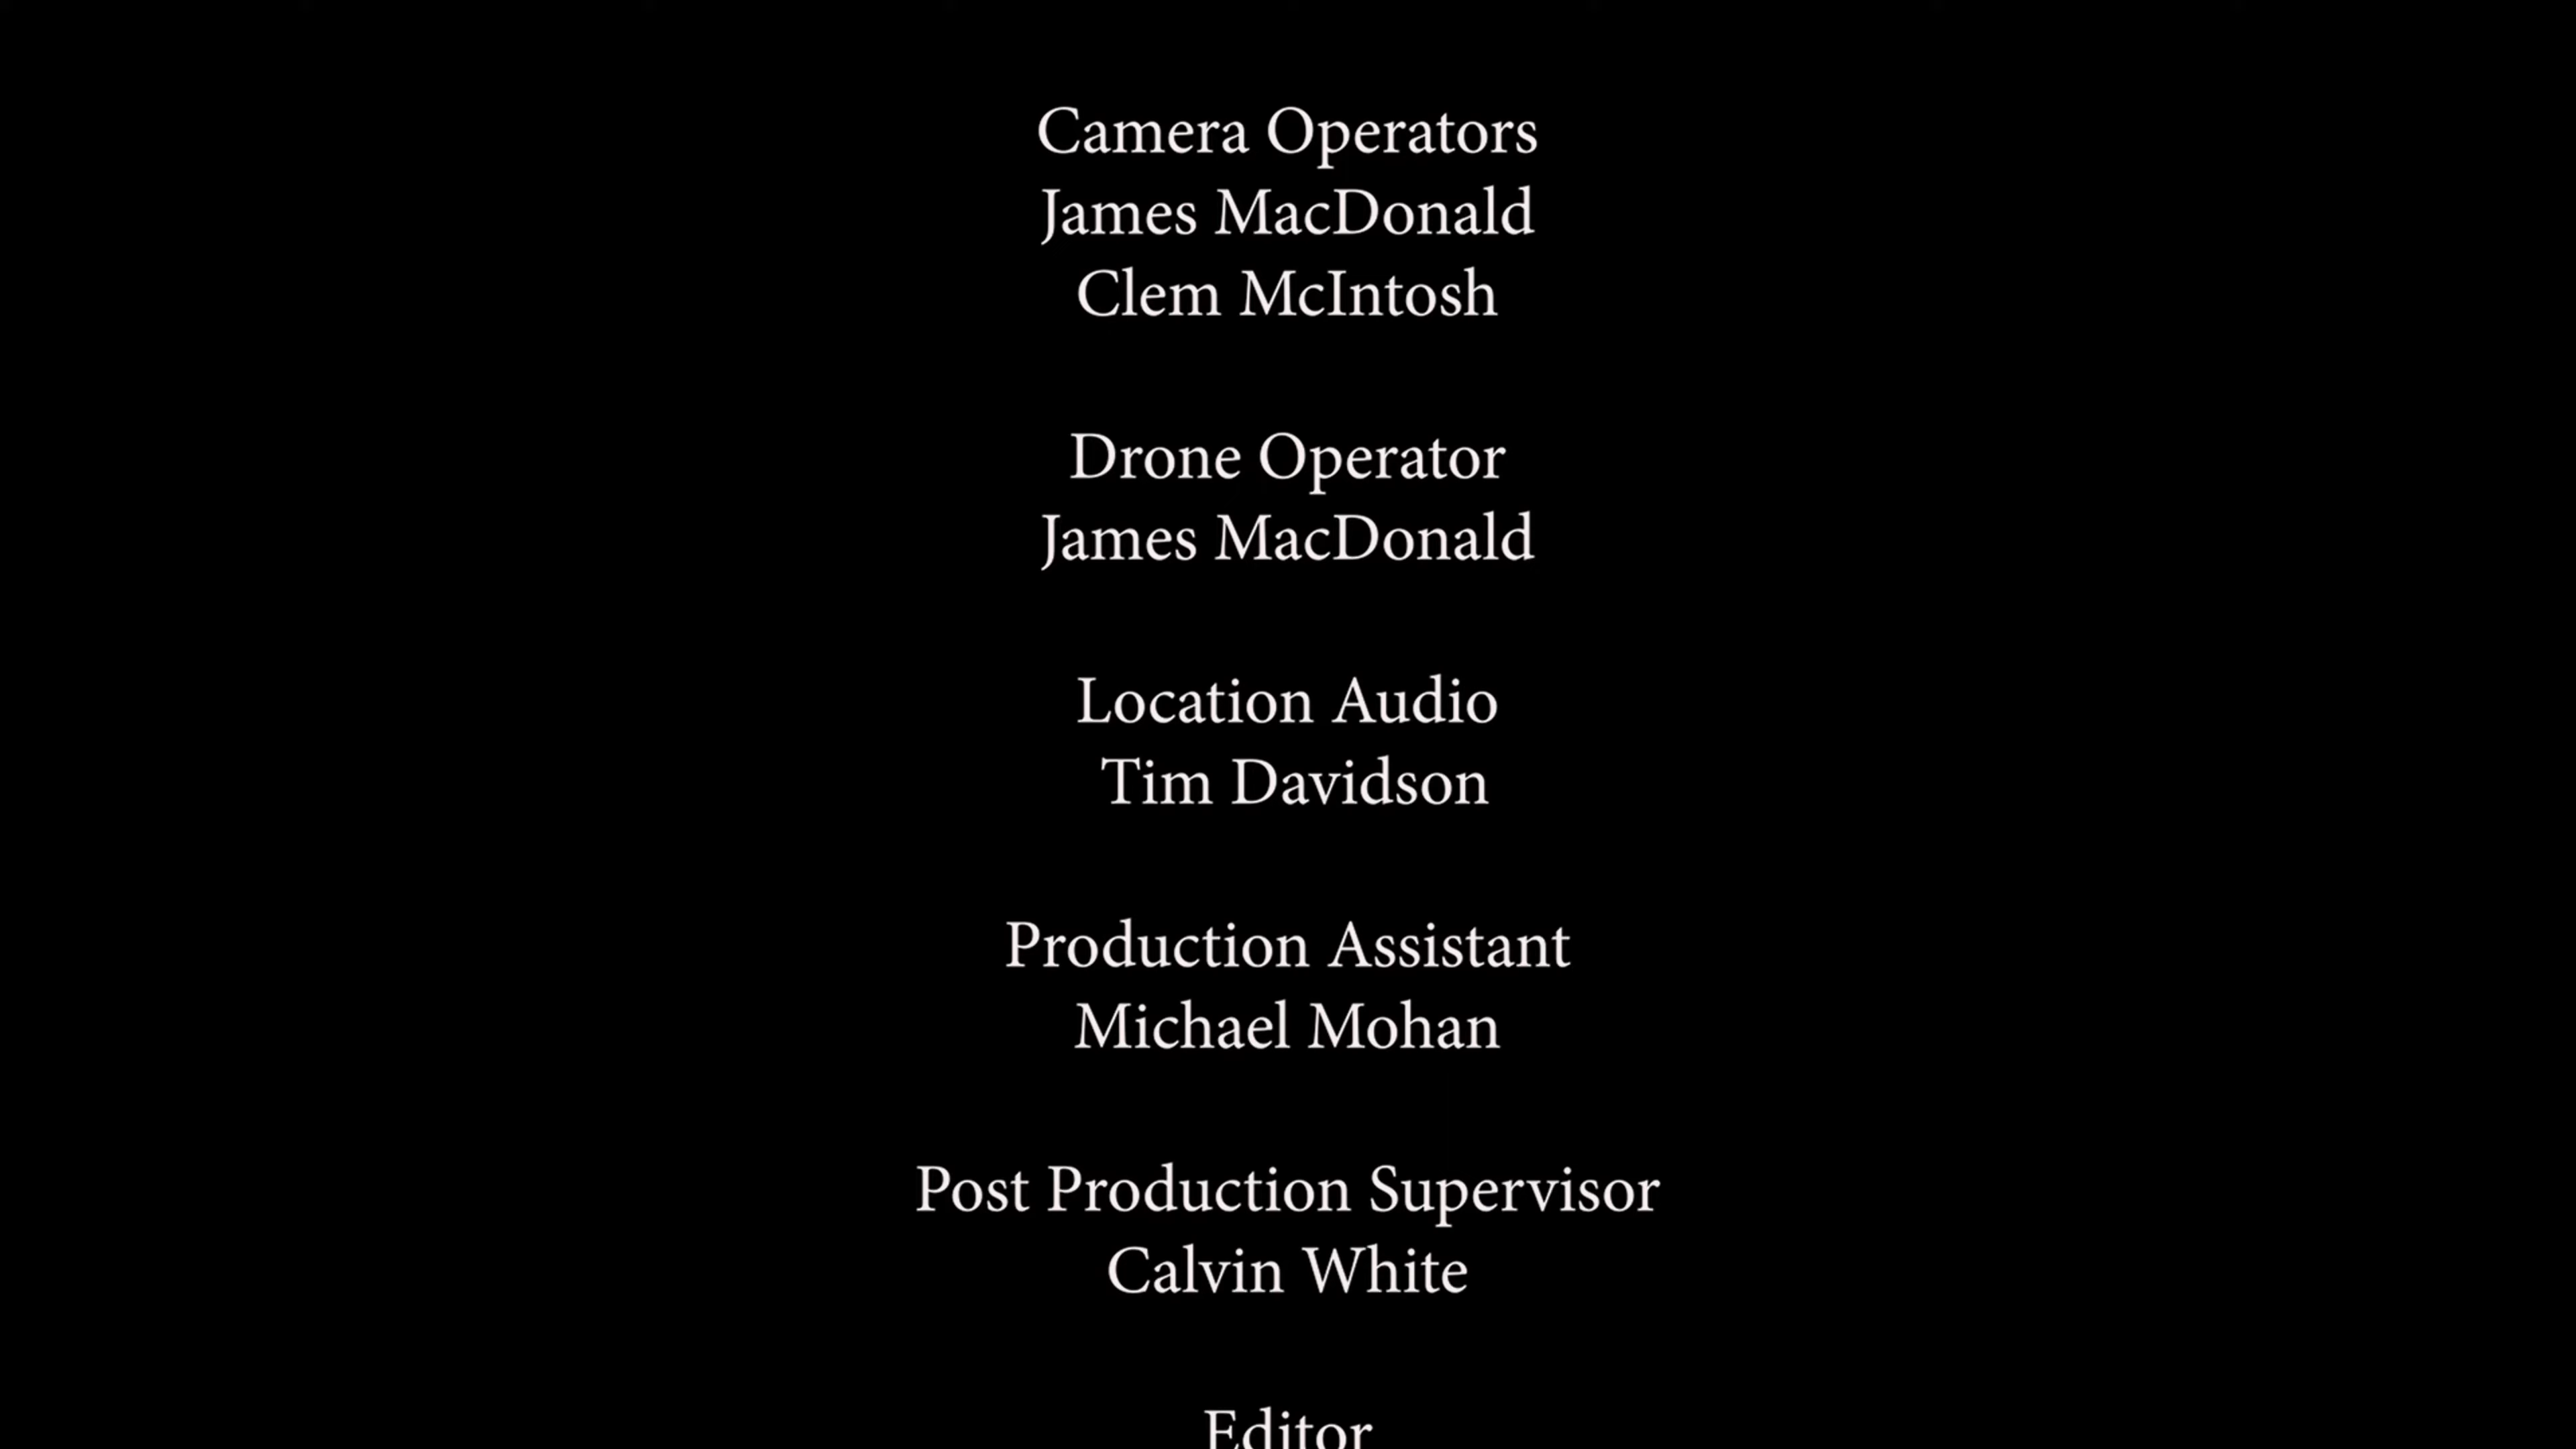 Camera Operators
James MacDonald
Clem McIntosh
Drone Operator
James MacDonald
Location Audio
Tim Davidson
Production Assistant
Michael Mohan
Post Production Supervisor
Calvin White
Editor